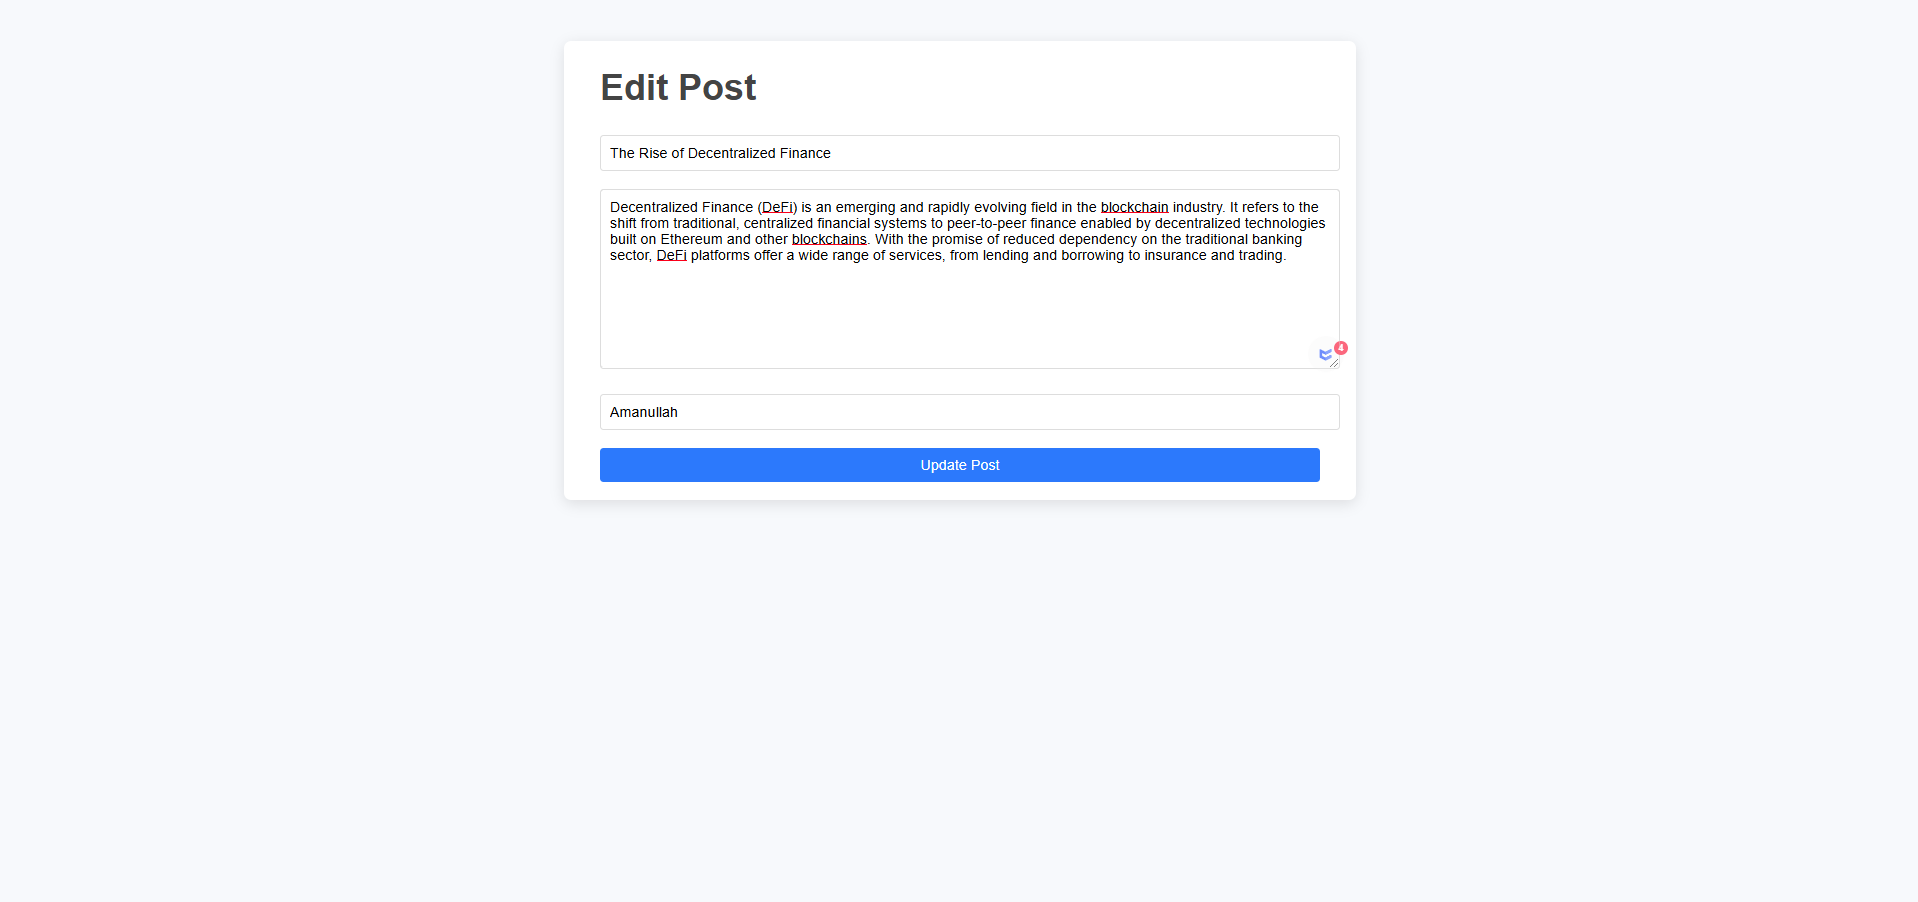 Edit Post
The Rise of Decentralized Finance
Decentralized Finance (DeFi) is an emerging and rapidly evolving field in the blockchain industry. It refers to the
shift from traditional, centralized financial systems to peer-to-peer finance enabled by decentralized technologies
built on Ethereum and other blockchains. With the promise of reduced dependency on the traditional banking
sector, DeFi platforms offer a wide range of services, from lending and borrowing to insurance and trading.
4
Amanullah
Update Post